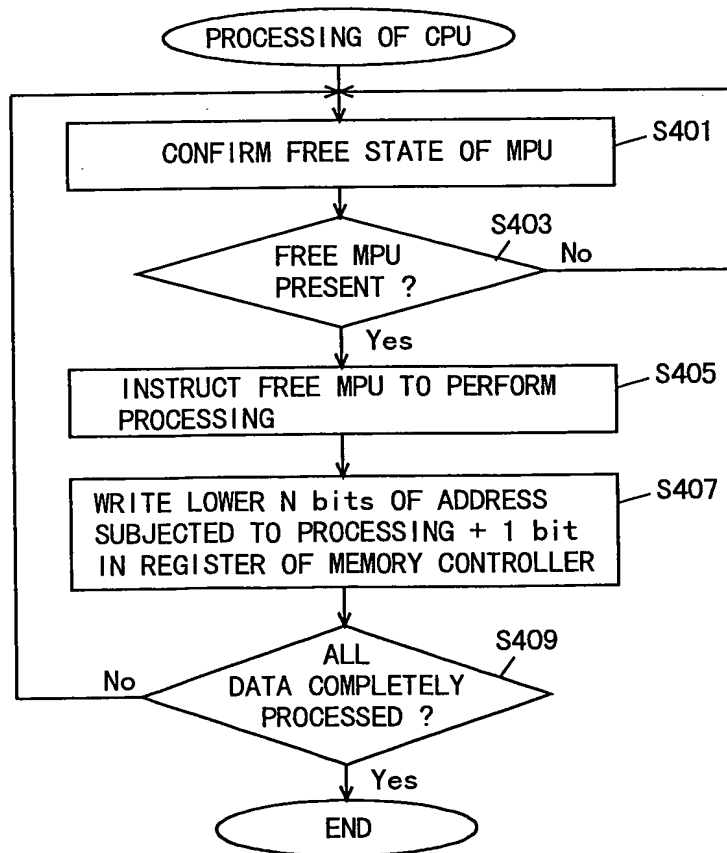 PROCESSING OF CPU
CONFIRM FREE STATE OF MPU
S401
FREE MPU
PRESENT ?
S403
No
Yes
INSTRUCT FREE MPU TO PERFORM
PROCESSING
S405
WRITE LOWER N bits OF ADDRESS
SUBJECTED TO PROCESSING + 1 bit
IN REGISTER OF MEMORY CONTROLLER
S407
ALL
DATA COMPLETELY
PROCESSED ?
S409
No
Yes
END